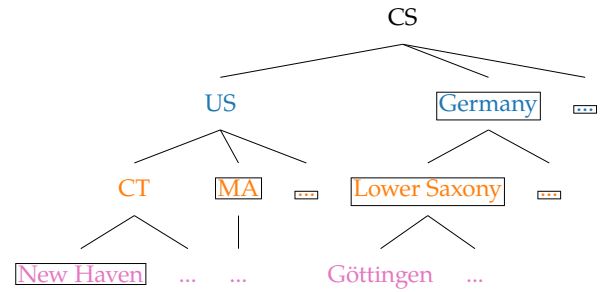 CS
US Germany ...
CT MA ... Lower Saxony ...
New Haven ... ... Göttingen ...